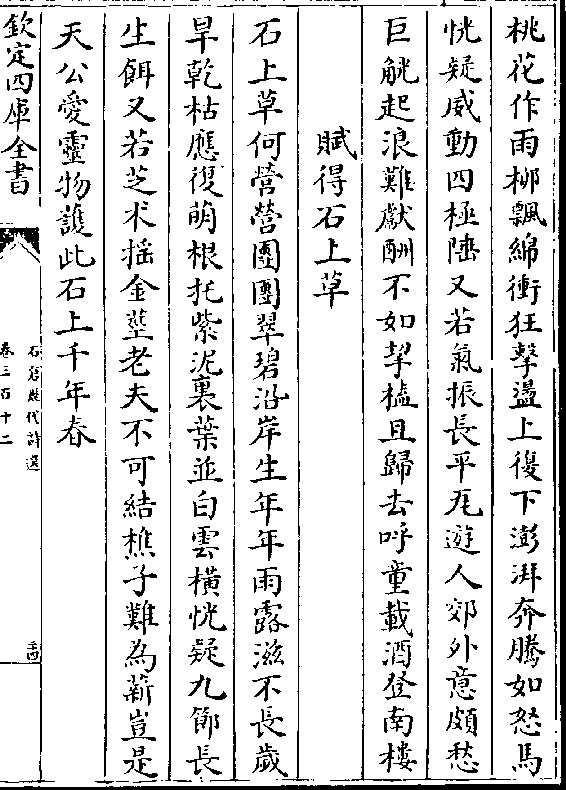 桃花作雨柳飄綿衝狂擊盪上復下澎湃奔騰如怒馬
恍疑威動四極陲又若氣振長平瓦遊人郊外意頗愁
巨觥起浪難獻酬不如挐榼且歸去呼童載酒登南樓
賦得石上草
石上草何營營團團翠碧沿岸生年年雨露滋不長歲
旱乾枯應復萌根托紫泥裏葉並白雲橫恍疑九節長
生餌又若芝术揺金莖老夫不可結樵子難為薪豈是
天公愛靈物護此石上千年春
欽定四庫全書
石倉歷代詩選
卷三百十二